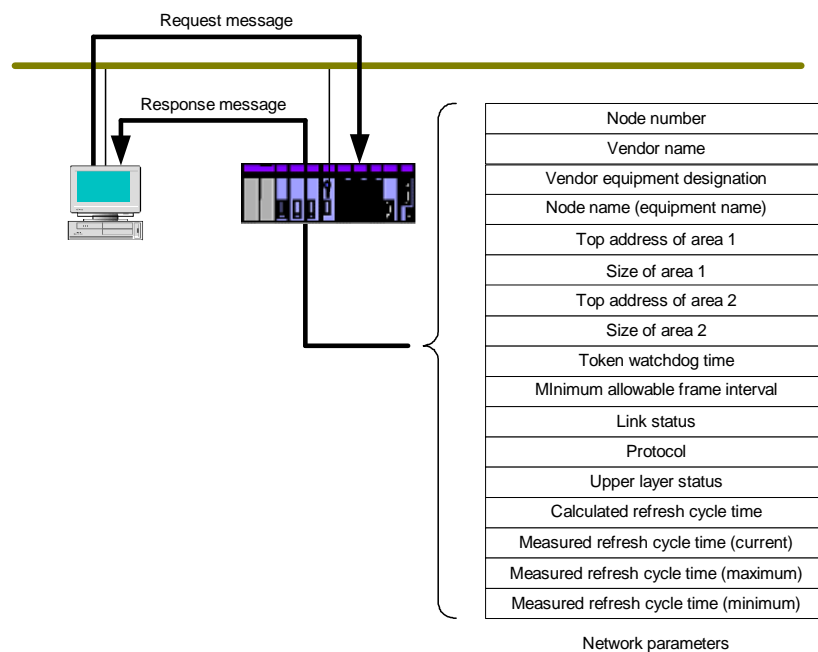 Request message
Response message
Node number
Vendor name
Vendor equipment designation
Node name (equipment name)
Top address of area 1
Size of area 1
Top address of area 2
Size of area 2
Token watchdog time
MInimum allowable frame interval
Link status
Protocol
Upper layer status
Calculated refresh cycle time
Measured refresh cycle time (current)
Measured refresh cycle time (maximum)
Measured refresh cycle time (minimum)
Network parameters